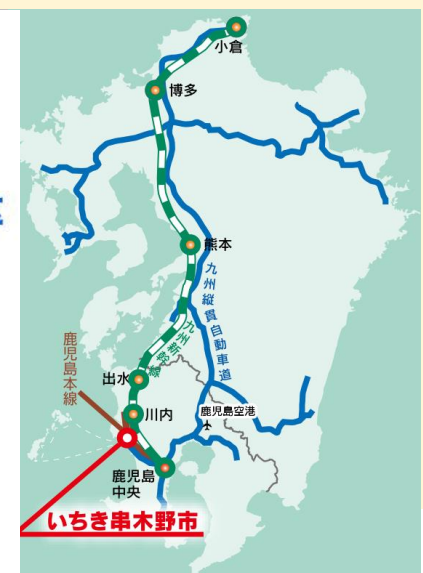 小倉
博多
熊本
九州縦貫自動車道
九州新幹線
鹿児島本線
出水
川内
鹿児島空港
鹿児島
中央
いちき串木野市